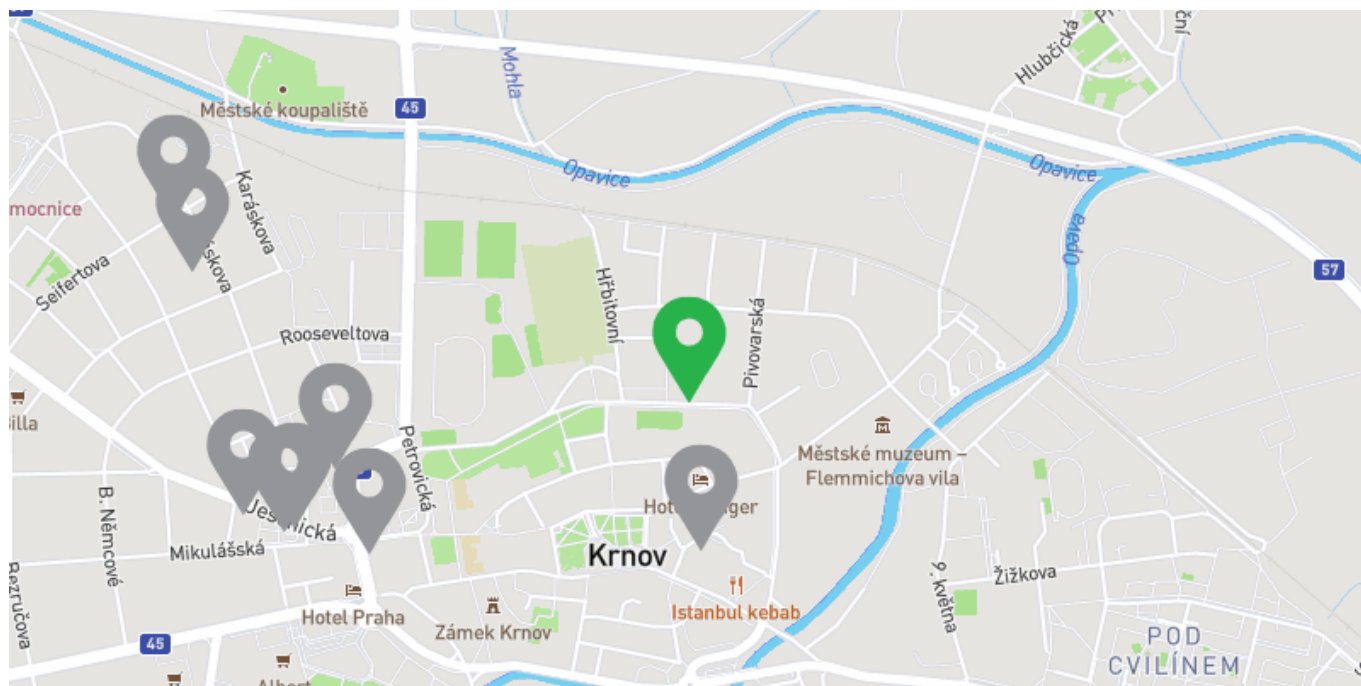 Městské koupaliště
45
Mohla
Opavice
Hlubčická
Opavice
Opava
57
mocnice
Karáskova
Seifertova
Rooseveltova
Hřbitovní
Pivovarská
Petrovická
Městské muzeum –
Flemmichova vila
B. Němcové
Mikulášská
Krnov
Hotel Praha
Zámek Krnov
Istanbul kebab
Žižkova
9. května
45
POD
CVILÍNEM